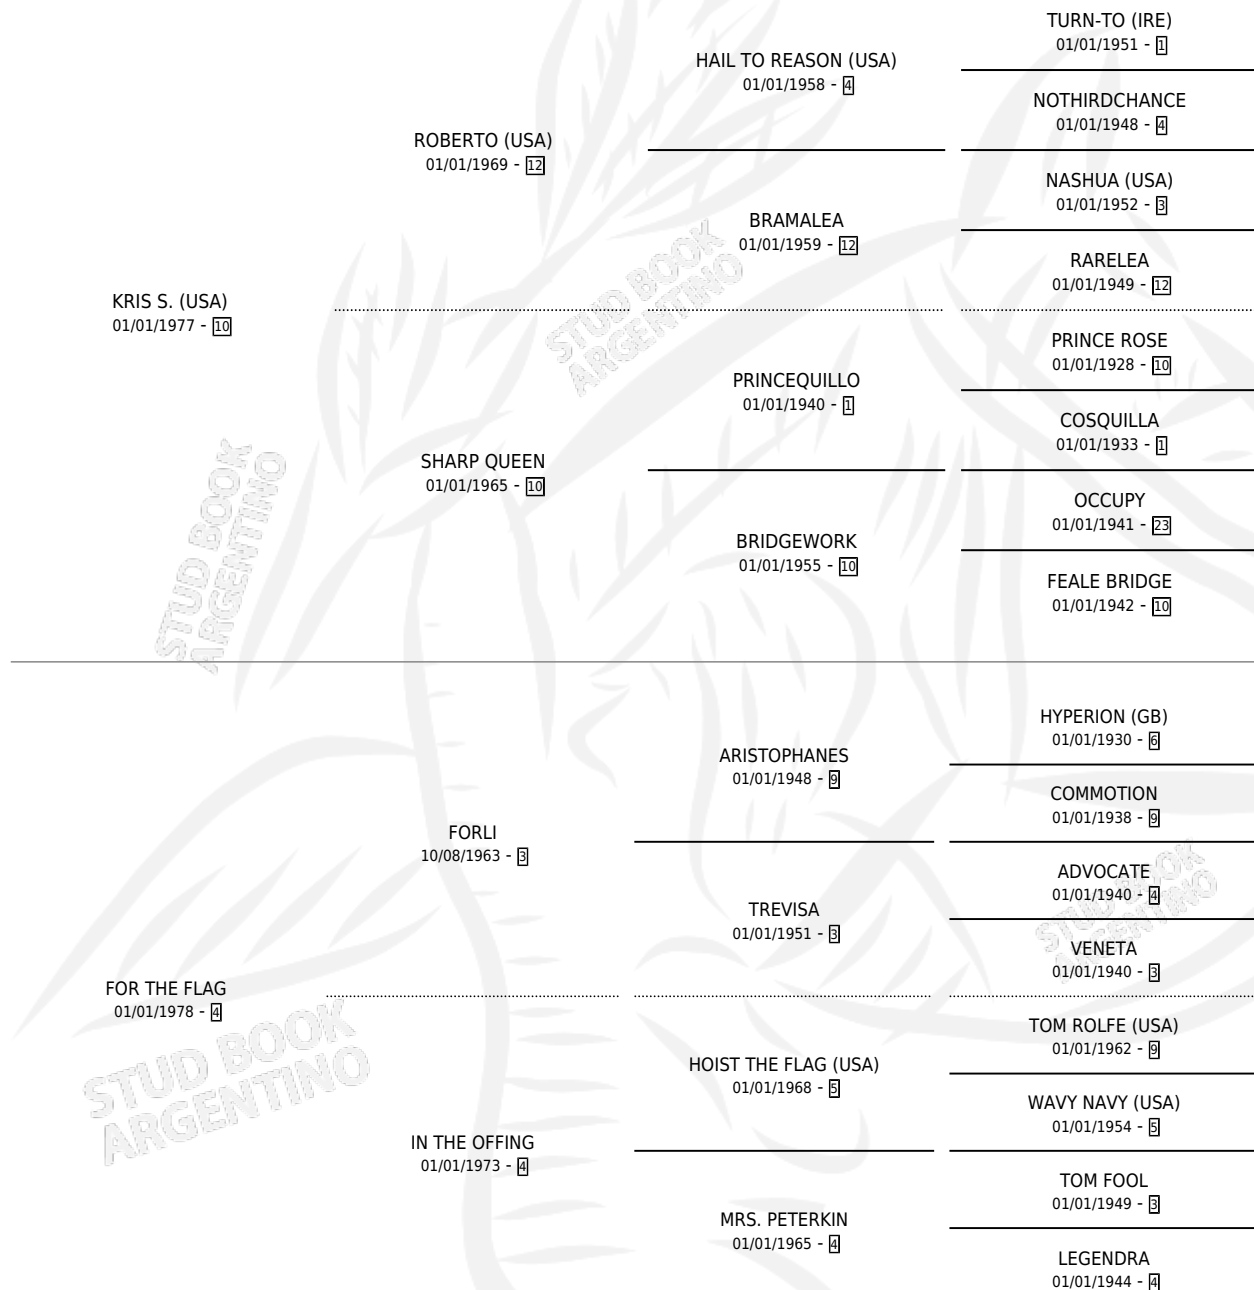 TURN-TO (IRE)
01/01/1951 - 1
HAIL TO REASON (USA)
01/01/1958 - 4
NOTHIRDCHANCE
01/01/1948 - 4
ROBERTO (USA)
01/01/1969 - 12
NASHUA (USA)
01/01/1952 - 3
BRAMALEA
01/01/1959 - 12
RARELEA
01/01/1949 - 12
KRIS S. (USA)
01/01/1977 - 10
STUD BOOK
ARGENTINO
PRINCE ROSE
01/01/1928 - 10
PRINCEQUILLO
01/01/1940 - 1
COSQUILLA
01/01/1933 - 1
SHARP QUEEN
01/01/1965 - 10
OCCUPY
01/01/1941 - 23
BRIDGEWORK
01/01/1955 - 10
FEALE BRIDGE
01/01/1942 - 10
STUD BOOK
ARGENTINO
HYPERION (GB)
01/01/1930 - 6
ARISTOPHANES
01/01/1948 - 9
COMMOTION
01/01/1938 - 9
FORLI
10/08/1963 - 3
ADVOCATE
01/01/1940 - 4
TREVISA
01/01/1951 - 3
VENETA
01/01/1940 - 3
STUD BOOK
ARGENTINO
FOR THE FLAG
01/01/1978 - 4
TOM ROLFE (USA)
01/01/1962 - 9
HOIST THE FLAG (USA)
01/01/1968 - 5
WAVY NAVY (USA)
01/01/1954 - 5
STUD BOOK
ARGENTINO
IN THE OFFING
01/01/1973 - 4
TOM FOOL
01/01/1949 - 3
MRS. PETERKIN
01/01/1965 - 4
LEGENDRA
01/01/1944 - 4